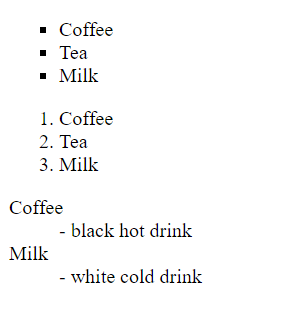 ▪ Coffee
▪ Tea
▪ Milk
1. Coffee
2. Tea
3. Milk
Coffee
- black hot drink
Milk
- white cold drink